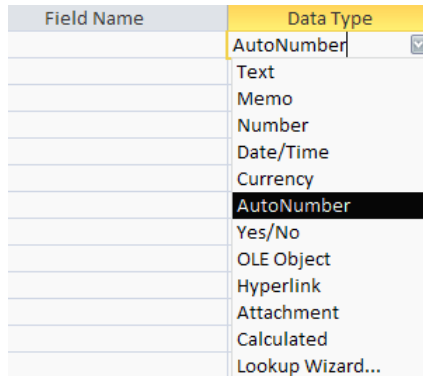 Field Name Data Type
AutoNumber
Text
Memo
Number
Date/Time
Currency
AutoNumber
Yes/No
OLE Object
Hyperlink
Attachment
Calculated
Lookup Wizard...